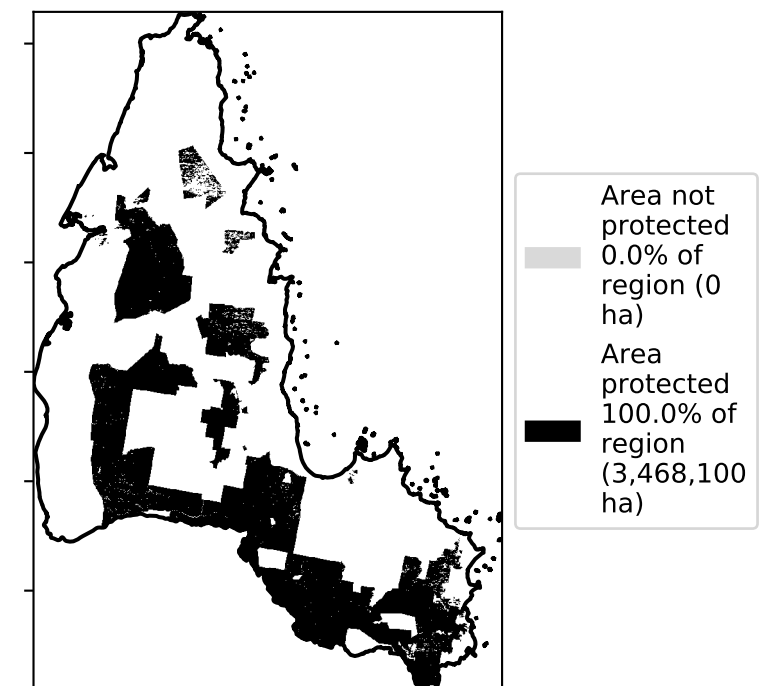 Area not
protected
0.0% of
region (0
ha)
Area
protected
100.0% of
region
(3,468,100
ha)